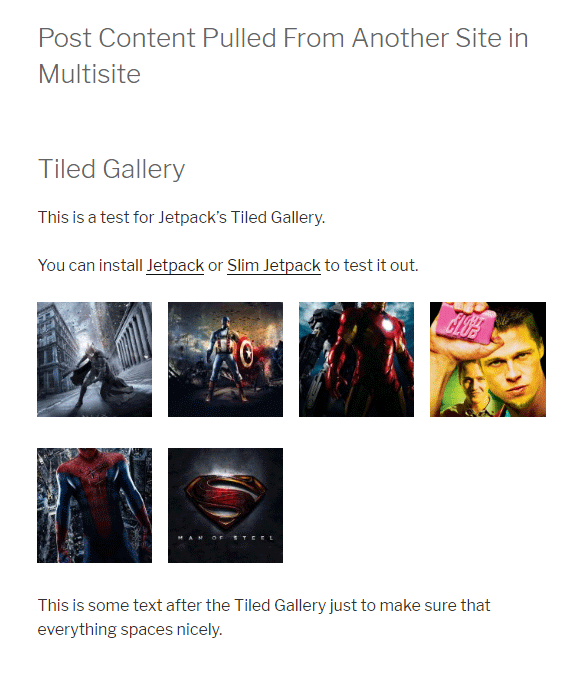 Post Content Pulled From Another Site in
Multisite
Tiled Gallery
This is a test for Jetpack’s Tiled Gallery.
You can install Jetpack or Slim Jetpack to test it out.
FIGHT
CLUB
MAN OF STEEL
This is some text after the Tiled Gallery just to make sure that
everything spaces nicely.